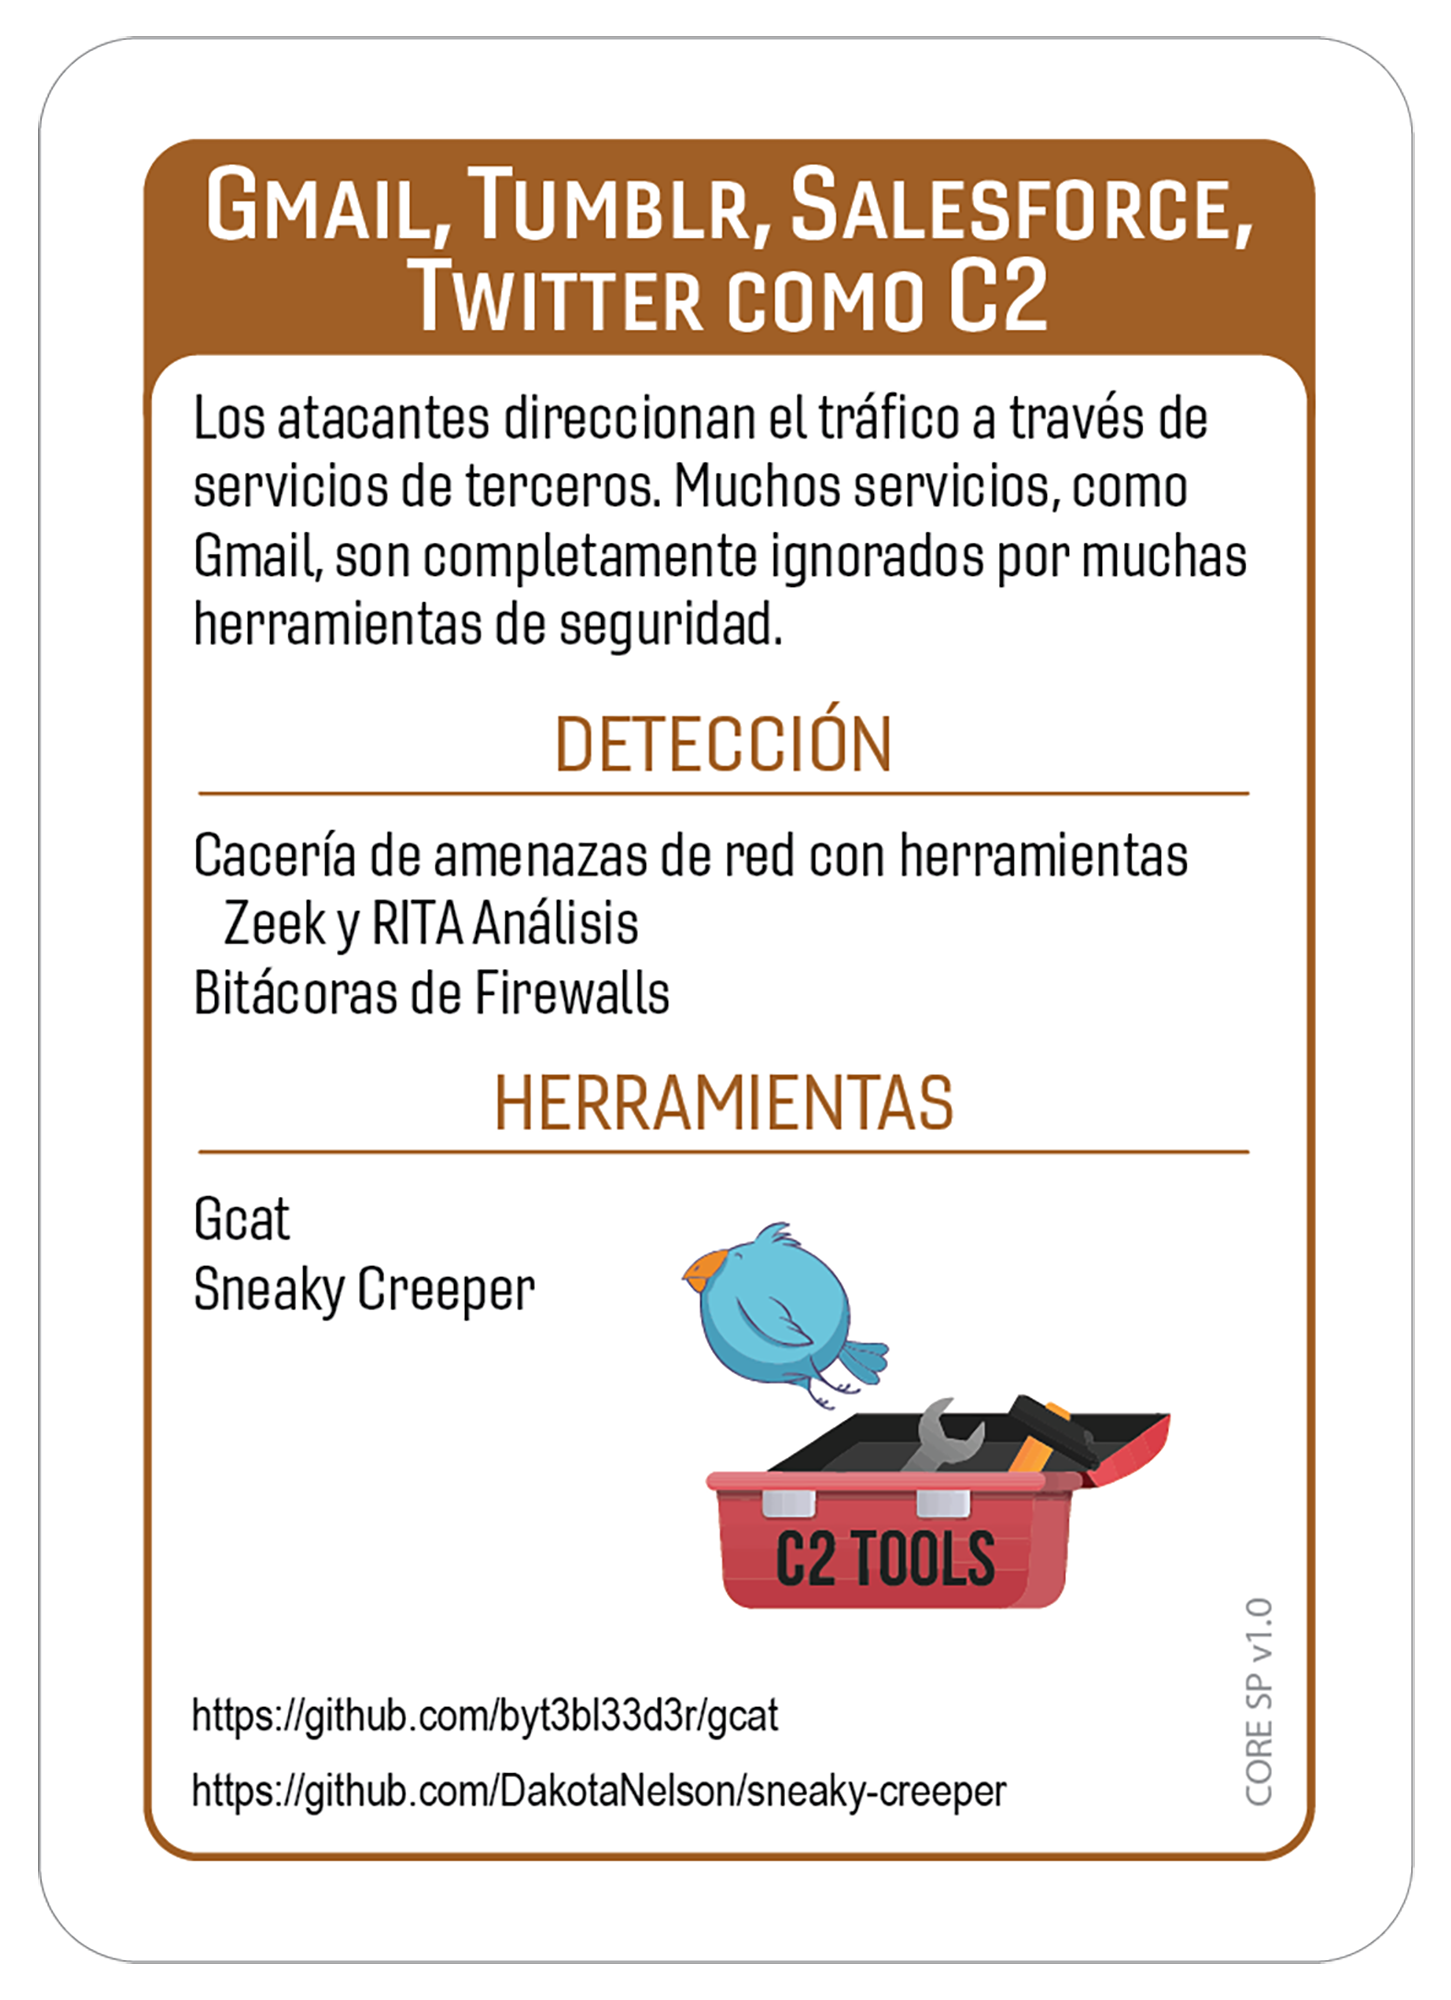 Gmail, Tumblr, Salesforce,
Twitter como C2
Los atacantes direccionan el tráfico a través de
servicios de terceros. Muchos servicios, como
Gmail, son completamente ignorados por muchas
herramientas de seguridad.
DETECCIÓN
Cacería de amenazas de red con herramientas
Zeek y RITA Análisis
Bitácoras de Firewalls
HERRAMIENTAS
Gcat
Sneaky Creeper
C2 TOOLS
https://github.com/byt3bl33d3r/gcat
https://github.com/DakotaNelson/sneaky-creeper
CORE SP v1.0